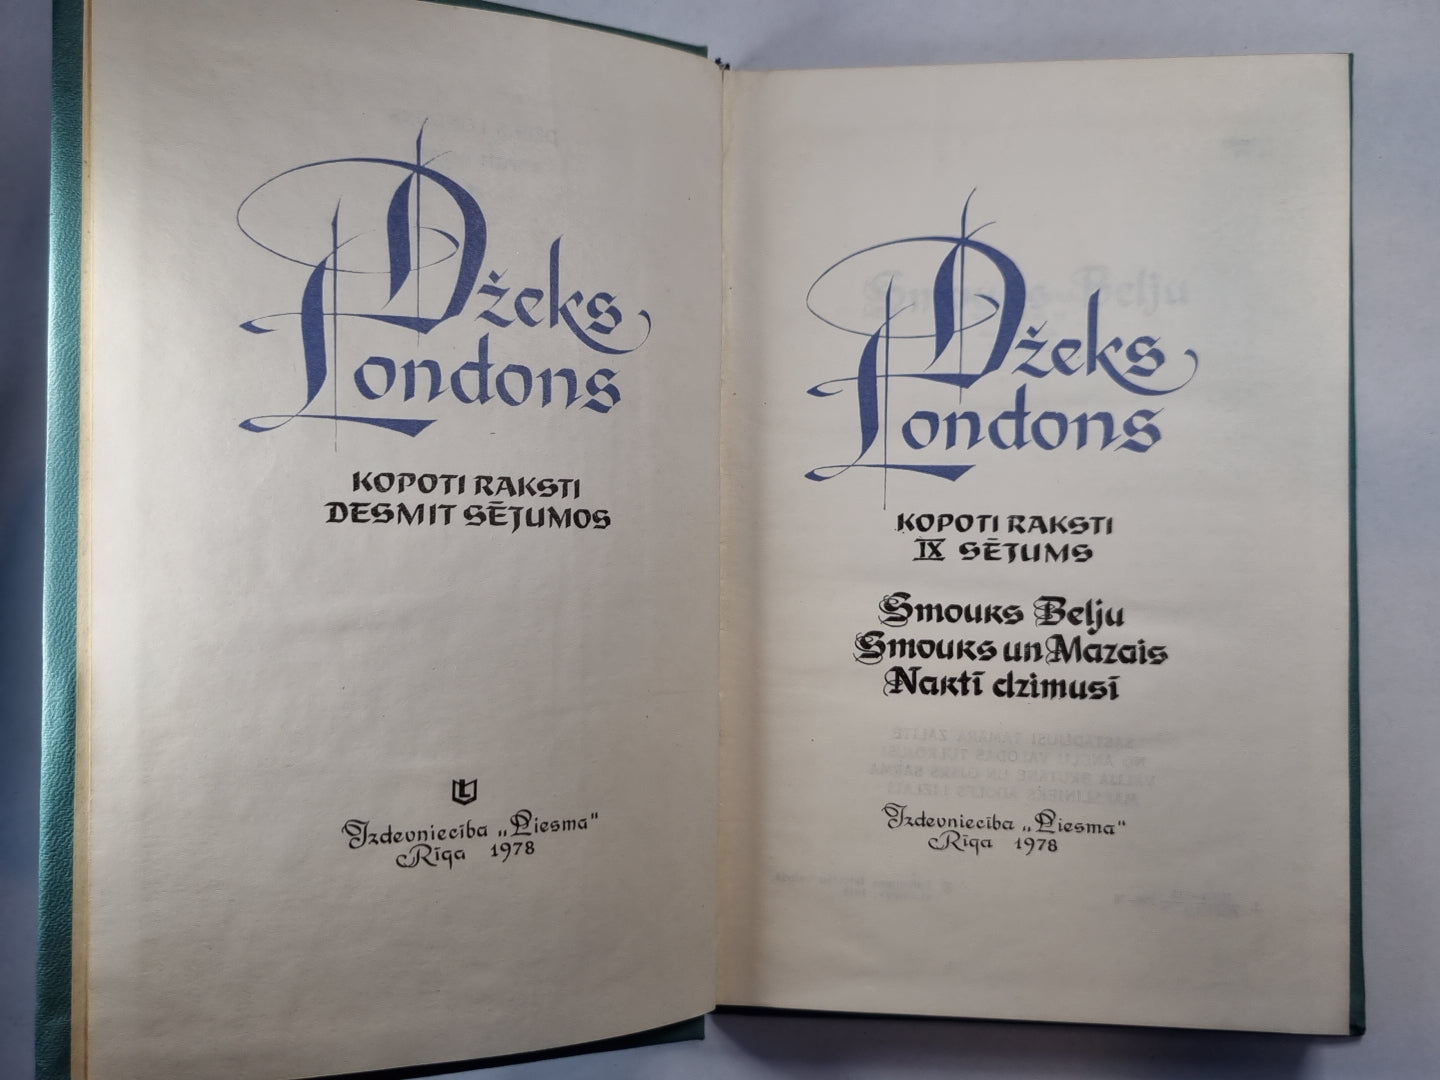 Džeks
Londons
KOPOTI RAKSTI
DESMIT SĒJUMOS
Izdevniecība „Liesma“
Rīga 1978
Džeks
Londons
KOPOTI RAKSTI
IX SĒJUMS
Smouks Belju
Smouks un Mazais
Naktī dzimusī
Izdevniecība „Liesma“
Rīga 1978